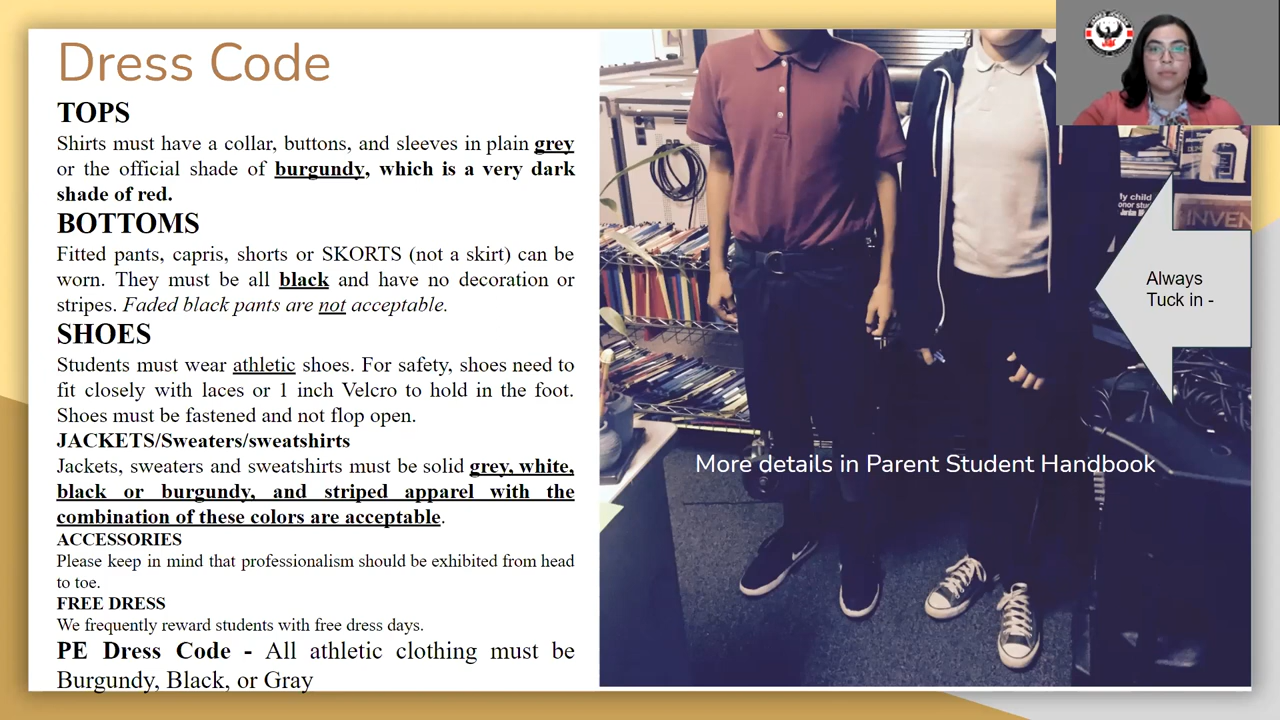 Dress Code
TOPS
Shirts must have a collar, buttons, and sleeves in plain grey
or the official shade of burgundy, which is a very dark
shade of red.
BOTTOMS
Fitted pants, capris, shorts or SKORTS (not a skirt) can be
worn. They must be all black and have no decoration or
stripes. Faded black pants are not acceptable.
SHOES
Students must wear athletic shoes. For safety, shoes need to
fit closely with laces or 1 inch Velcro to hold in the foot.
Shoes must be fastened and not flop open.
JACKETS/Sweaters/sweatshirts
Jackets, sweaters and sweatshirts must be solid grey, white,
black or burgundy, and striped apparel with the
combination of these colors are acceptable.
ACCESSORIES
Please keep in mind that professionalism should be exhibited from head
to toe.
FREE DRESS
We frequently reward students with free dress days.
PE Dress Code - All athletic clothing must be
Burgundy, Black, or Gray
My child
onor stu
INVEN
Always
Tuck in -
More details in Parent Student Handbook